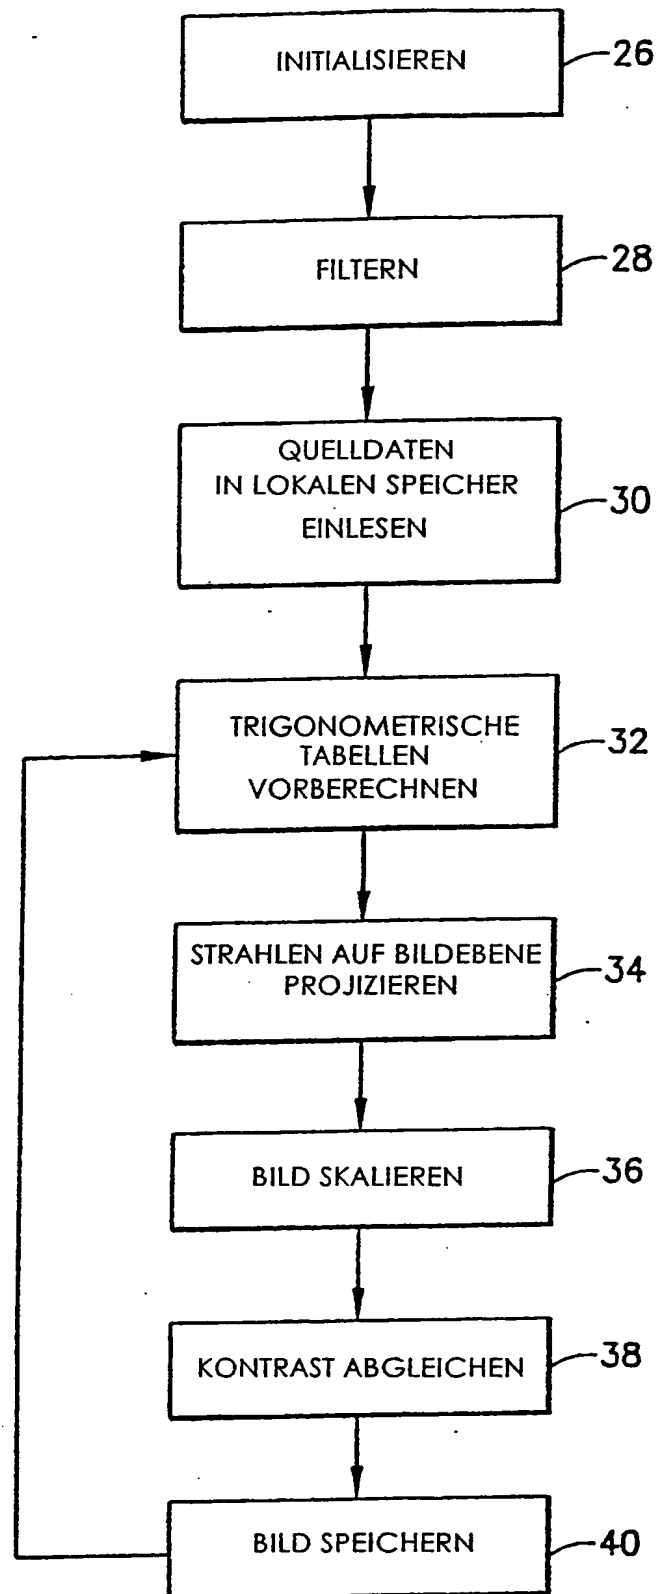 INITIALISIEREN
26
FILTERN
28
QUELLDATEN
IN LOKALEN SPEICHER
EINLESEN
30
TRIGONOMETRISCHE
TABELLEN
VORBERECHNEN
32
STRAHLEN AUF BILDEBENE
PROJIZIEREN
34
BILD SKALIEREN
36
KONTRAST ABGLEICHEN
38
BILD SPEICHERN
40